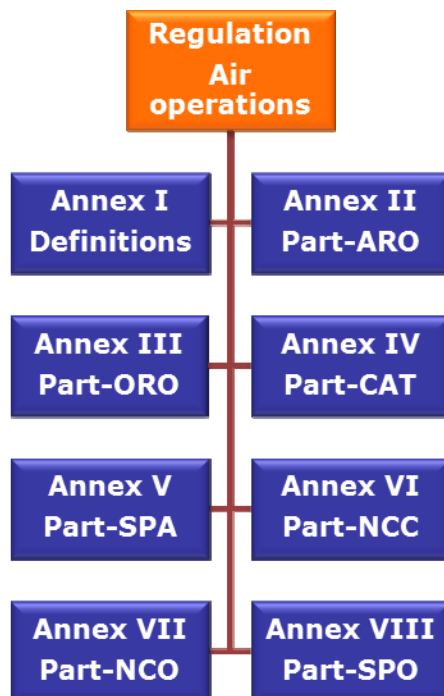 Regulation
Air
operations
Annex I
Definitions
Annex II
Part-ARO
Annex III
Part-ORO
Annex IV
Part-CAT
Annex V
Part-SPA
Annex VI
Part-NCC
Annex VII
Part-NCO
Annex VIII
Part-SPO